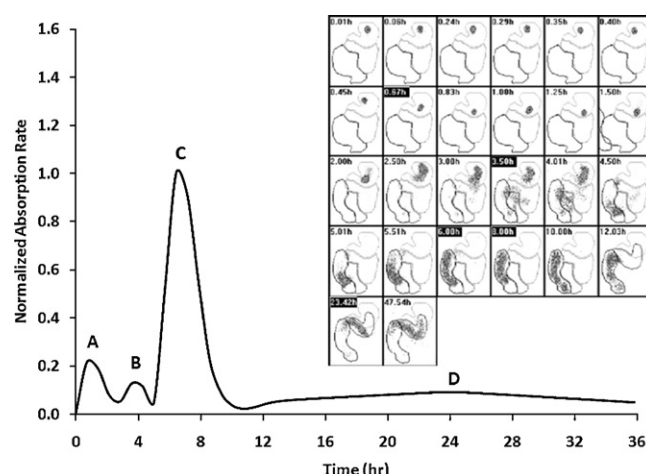 1.6
1.4
1.2
1.0
0.8
0.6
0.4
0.2
0.0
Normalized Absorption Rate
A
B
C
D
0 4 8 12 16 20 24 28 32 36
Time (hr)
0.01h 0.06h 0.24h 0.29h 0.35h 0.40h
0.45h 0.67h 0.83h 1.00h 1.25h 1.50h
2.00h 2.50h 3.00h 3.50h 4.01h 4.50h
5.01h 5.51h 6.00h 8.00h 10.00h 12.03h
23.42h 47.54h